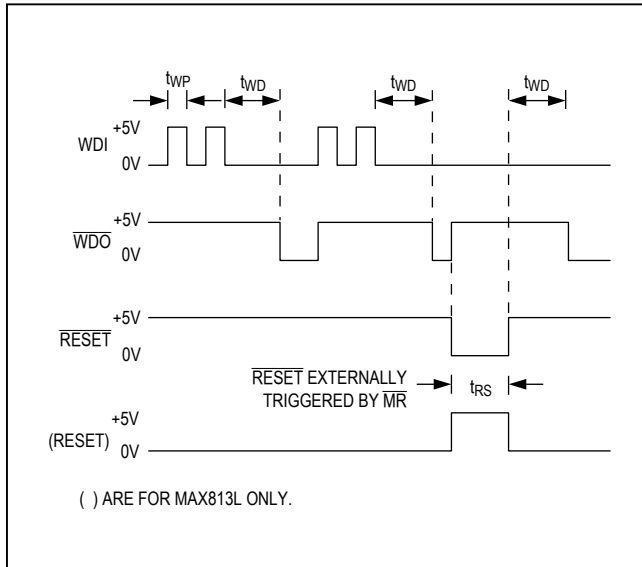 tWP tWD tWD tWD
+5V
WDI
0V
+5V
WDO
0V
+5V
RESET
0V
RESET EXTERNALLY
TRIGGERED BY MR
tRS
+5V
(RESET)
0V
( ) ARE FOR MAX813L ONLY.